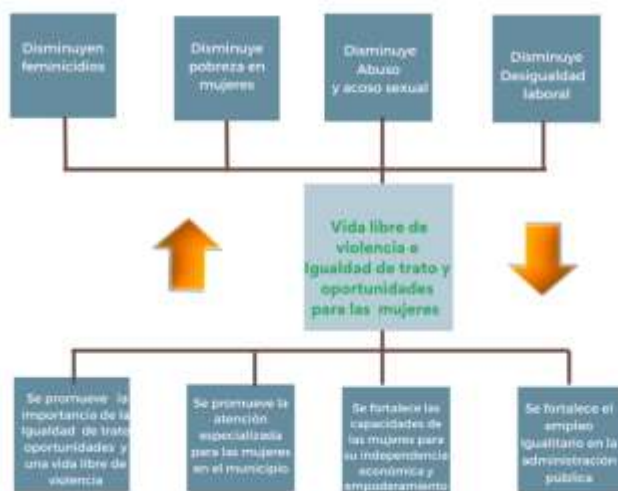 Disminuyen
feminicidios
Disminuye
pobreza en
mujeres
Disminuye
Abuso
y acoso sexual
Disminuye
Desigualdad
laboral
Vida libre de
violencia e
Igualdad de trato y
oportunidades
para las mujeres
Se promueve la
importancia de la
Igualdad de trato
oportunidades y
una vida libre de
violencia
Se promueve la
atención
especializada
para las mujeres
en el municipio
Se fortalece las
capacidades de
las mujeres para
su independencia
económica y
empoderamiento
Se fortalece el
empleo
Igualitario en la
administración
pública